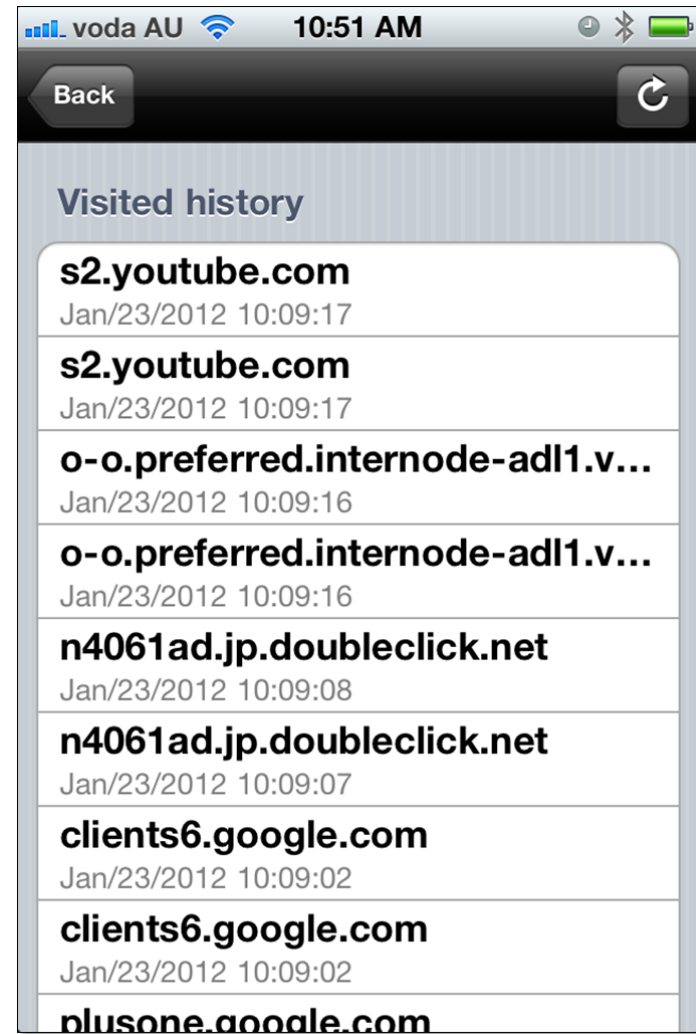 voda AU 10:51 AM
Back
Visited history
s2.youtube.com
Jan/23/2012 10:09:17
s2.youtube.com
Jan/23/2012 10:09:17
o-o.preferred.internode-adl1.v...
Jan/23/2012 10:09:16
o-o.preferred.internode-adl1.v...
Jan/23/2012 10:09:16
n4061ad.jp.doubleclick.net
Jan/23/2012 10:09:08
n4061ad.jp.doubleclick.net
Jan/23/2012 10:09:07
clients6.google.com
Jan/23/2012 10:09:02
clients6.google.com
Jan/23/2012 10:09:02
plusone.google.com